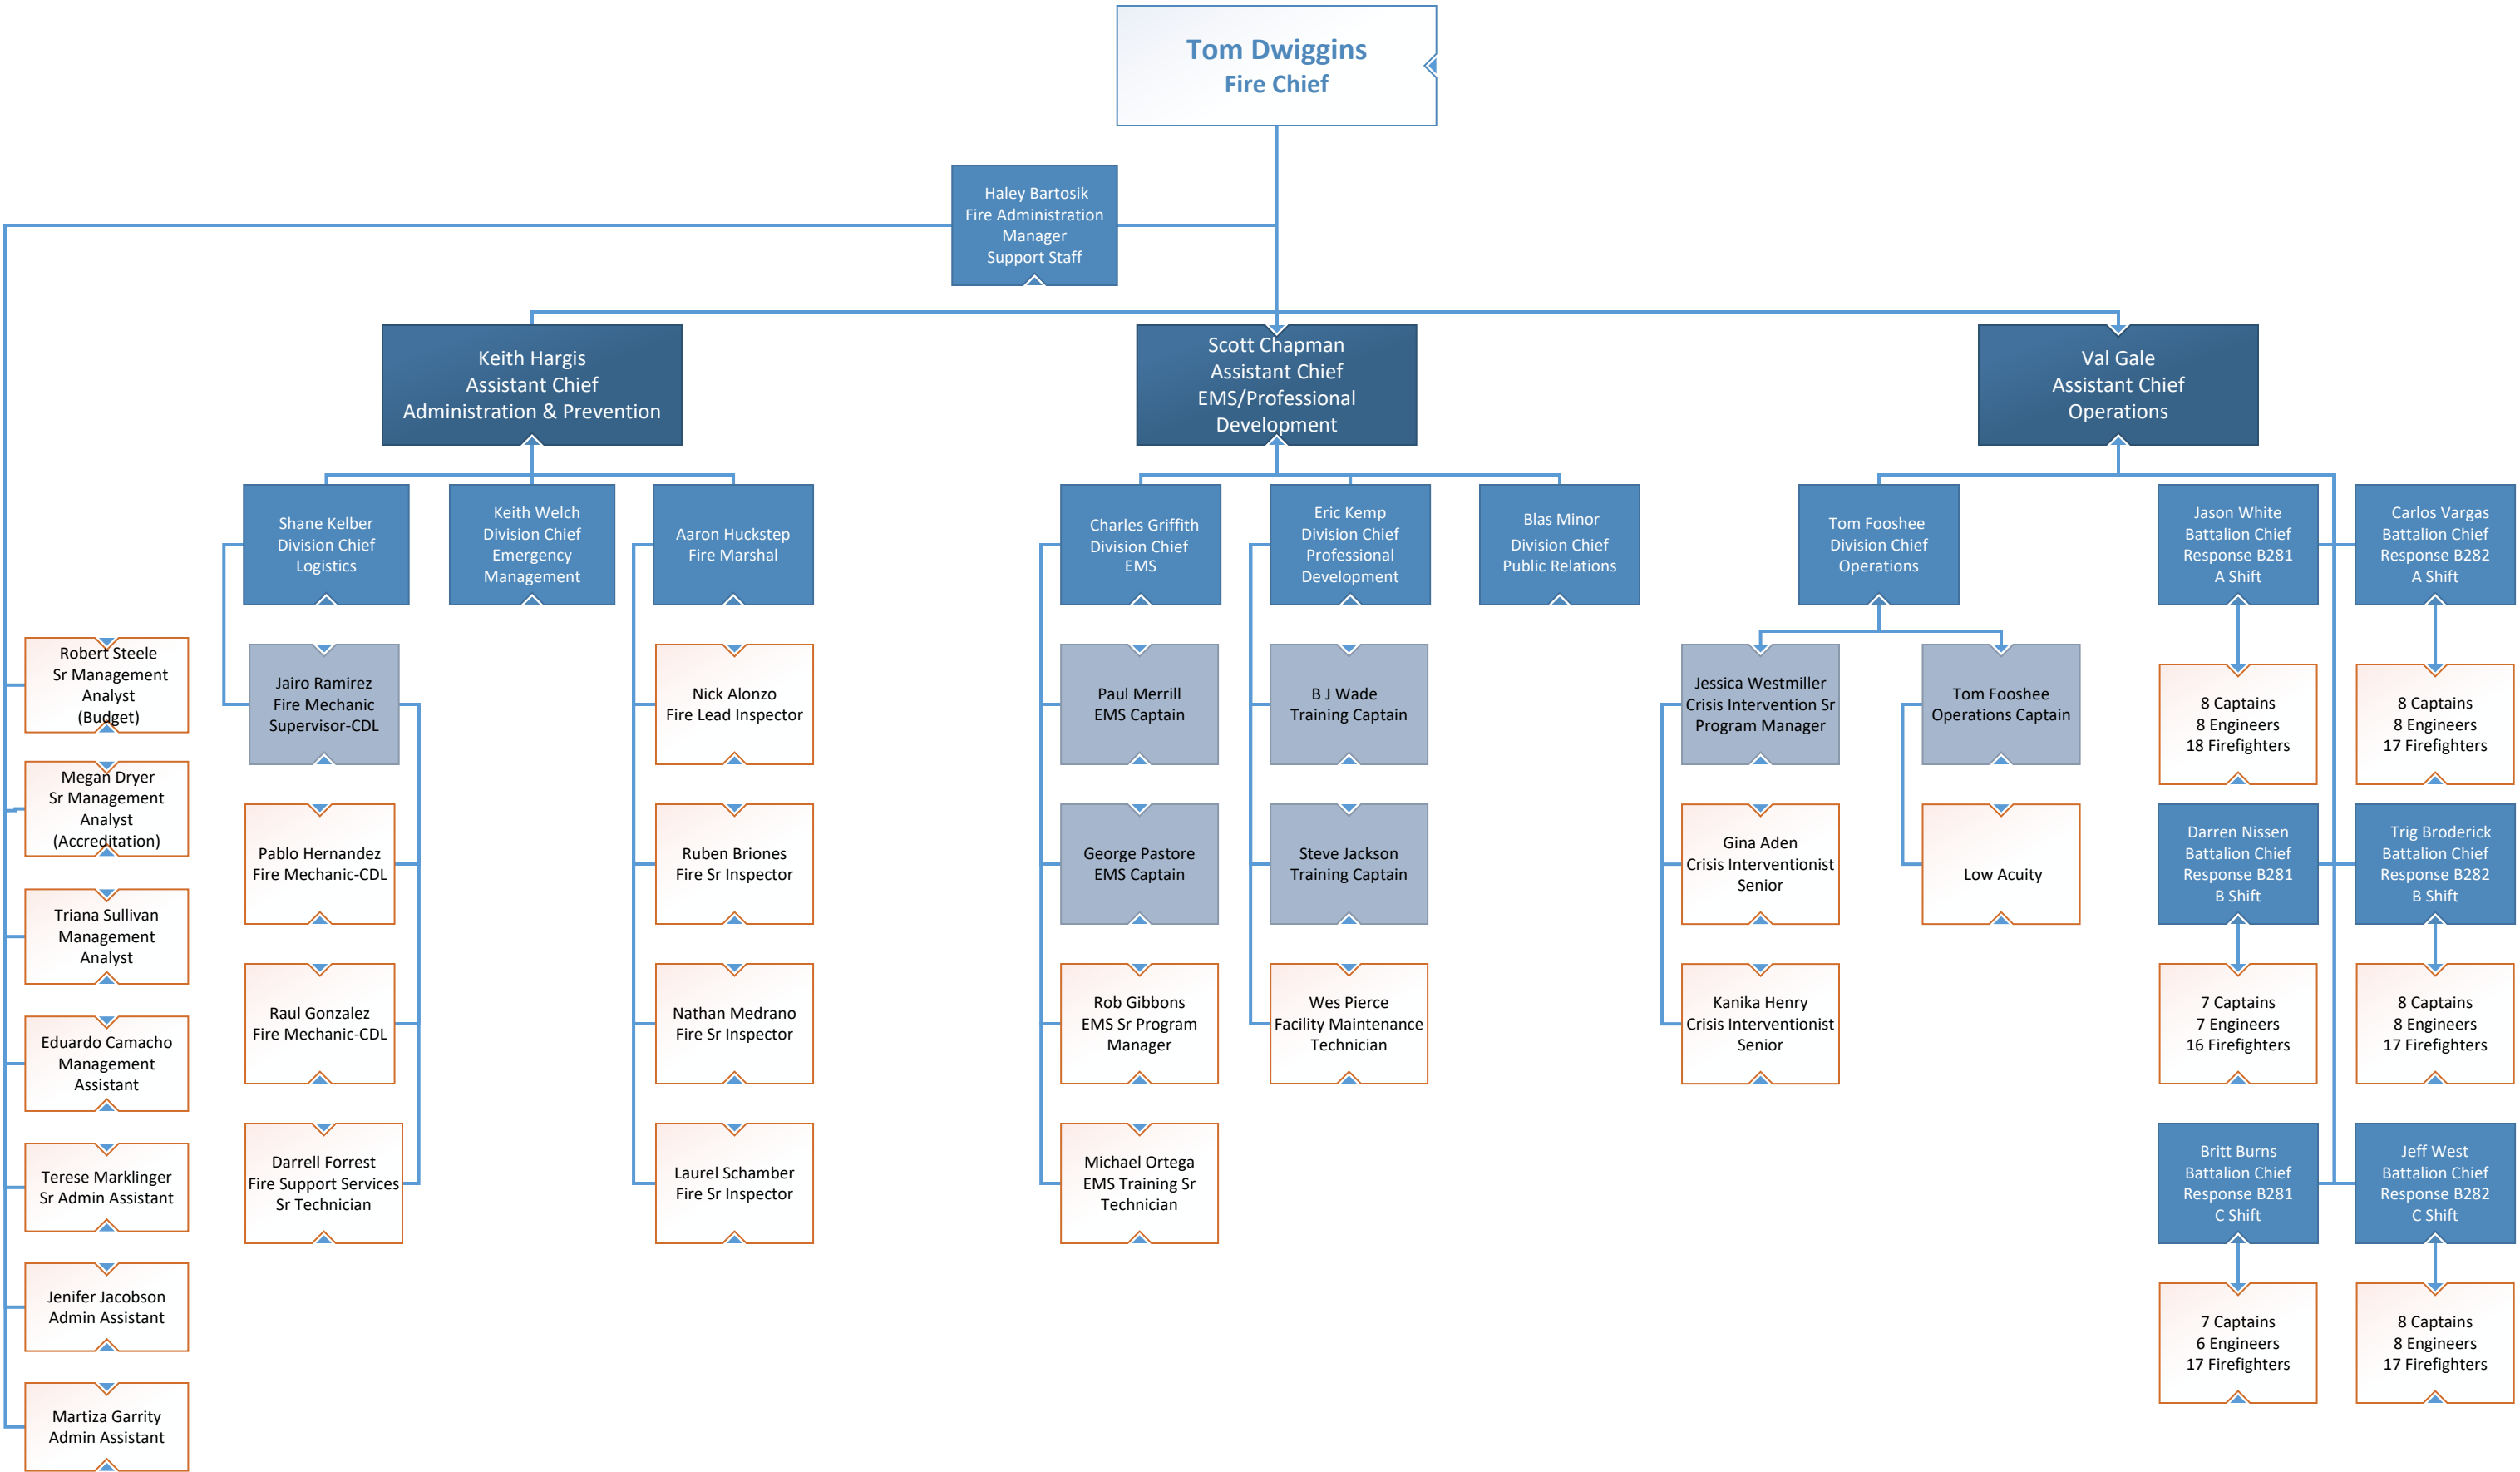 Tom Dwiggins
Fire Chief
Haley Bartosik
Fire Administration
Manager
Support Staff
Keith Hargis
Assistant Chief
Administration & Prevention
Scott Chapman
Assistant Chief
EMS/Professional
Development
Val Gale
Assistant Chief
Operations
Shane Kelber
Division Chief
Logistics
Keith Welch
Division Chief
Emergency
Management
Aaron Huckstep
Fire Marshal
Charles Griffith
Division Chief
EMS
Eric Kemp
Division Chief
Professional
Development
Blas Minor
Division Chief
Public Relations
Tom Fooshee
Division Chief
Operations
Jason White
Battalion Chief
Response B281
A Shift
Carlos Vargas
Battalion Chief
Response B282
A Shift
Robert Steele
Sr Management
Analyst
(Budget)
Jairo Ramirez
Fire Mechanic
Supervisor-CDL
Nick Alonzo
Fire Lead Inspector
Paul Merrill
EMS Captain
B J Wade
Training Captain
Jessica Westmiller
Crisis Intervention Sr
Program Manager
Tom Fooshee
Operations Captain
8 Captains
8 Engineers
18 Firefighters
8 Captains
8 Engineers
17 Firefighters
Megan Dryer
Sr Management
Analyst
(Accreditation)
Pablo Hernandez
Fire Mechanic-CDL
Ruben Briones
Fire Sr Inspector
George Pastore
EMS Captain
Steve Jackson
Training Captain
Gina Aden
Crisis Interventionist
Senior
Low Acuity
Darren Nissen
Battalion Chief
Response B281
B Shift
Trig Broderick
Battalion Chief
Response B282
B Shift
Triana Sullivan
Management
Analyst
Raul Gonzalez
Fire Mechanic-CDL
Nathan Medrano
Fire Sr Inspector
Rob Gibbons
EMS Sr Program
Manager
Wes Pierce
Facility Maintenance
Technician
Kanika Henry
Crisis Interventionist
Senior
7 Captains
7 Engineers
16 Firefighters
8 Captains
8 Engineers
17 Firefighters
Eduardo Camacho
Management
Assistant
Terese Marklinger
Sr Admin Assistant
Darrell Forrest
Fire Support Services
Sr Technician
Laurel Schamber
Fire Sr Inspector
Michael Ortega
EMS Training Sr
Technician
Britt Burns
Battalion Chief
Response B281
C Shift
Jeff West
Battalion Chief
Response B282
C Shift
Jenifer Jacobson
Admin Assistant
7 Captains
6 Engineers
17 Firefighters
8 Captains
8 Engineers
17 Firefighters
Martiza Garrity
Admin Assistant